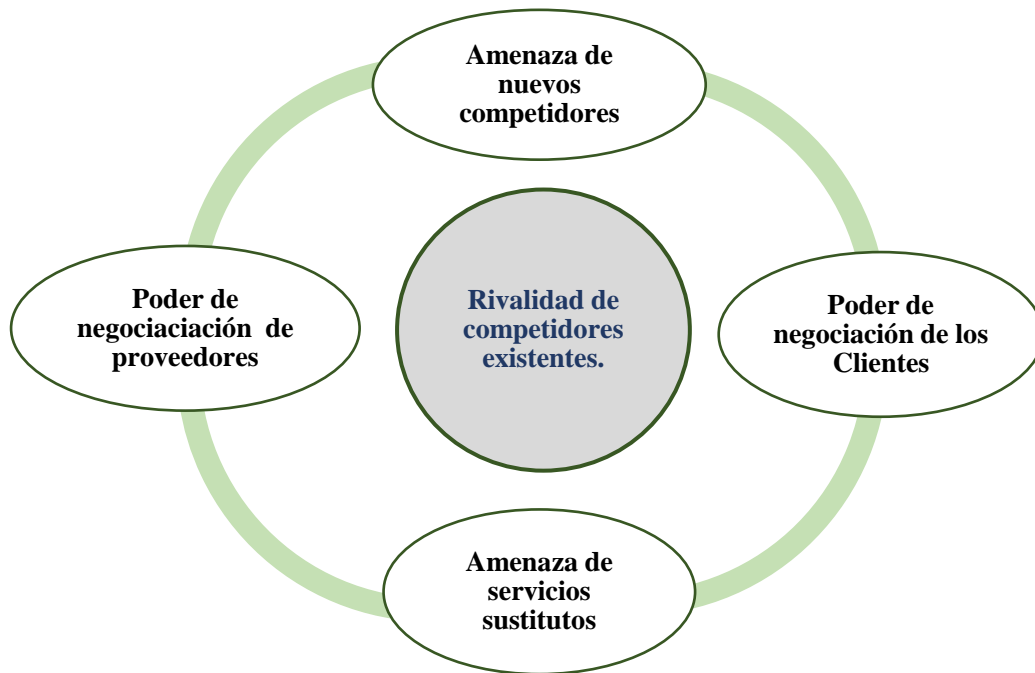 Amenaza de
nuevos
competidores
Poder de
negociaciación de
proveedores
Rivalidad de
competidores
existentes.
Poder de
negociación de los
Clientes
Amenaza de
servicios
sustitutos